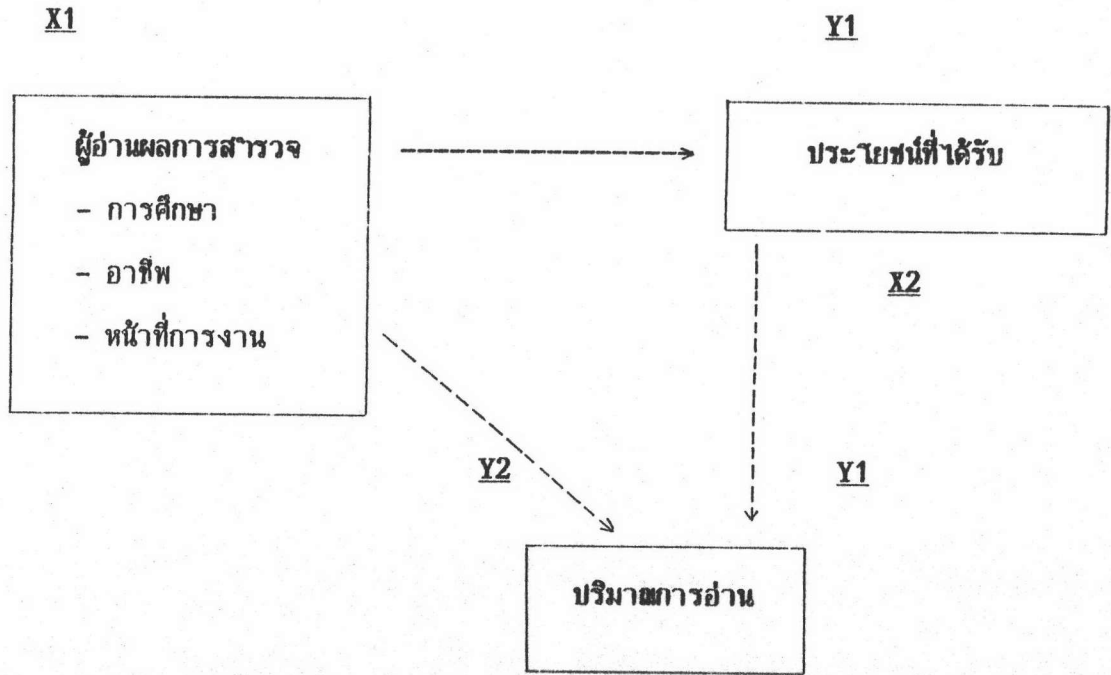 X1
Y1
ผู้อ่านผลการสำรวจ
- การศึกษา
- อาชีพ
- หน้าที่การงาน
ประโยชน์ที่ได้รับ
X2
Y2
Y1
ปริมาณการอ่าน